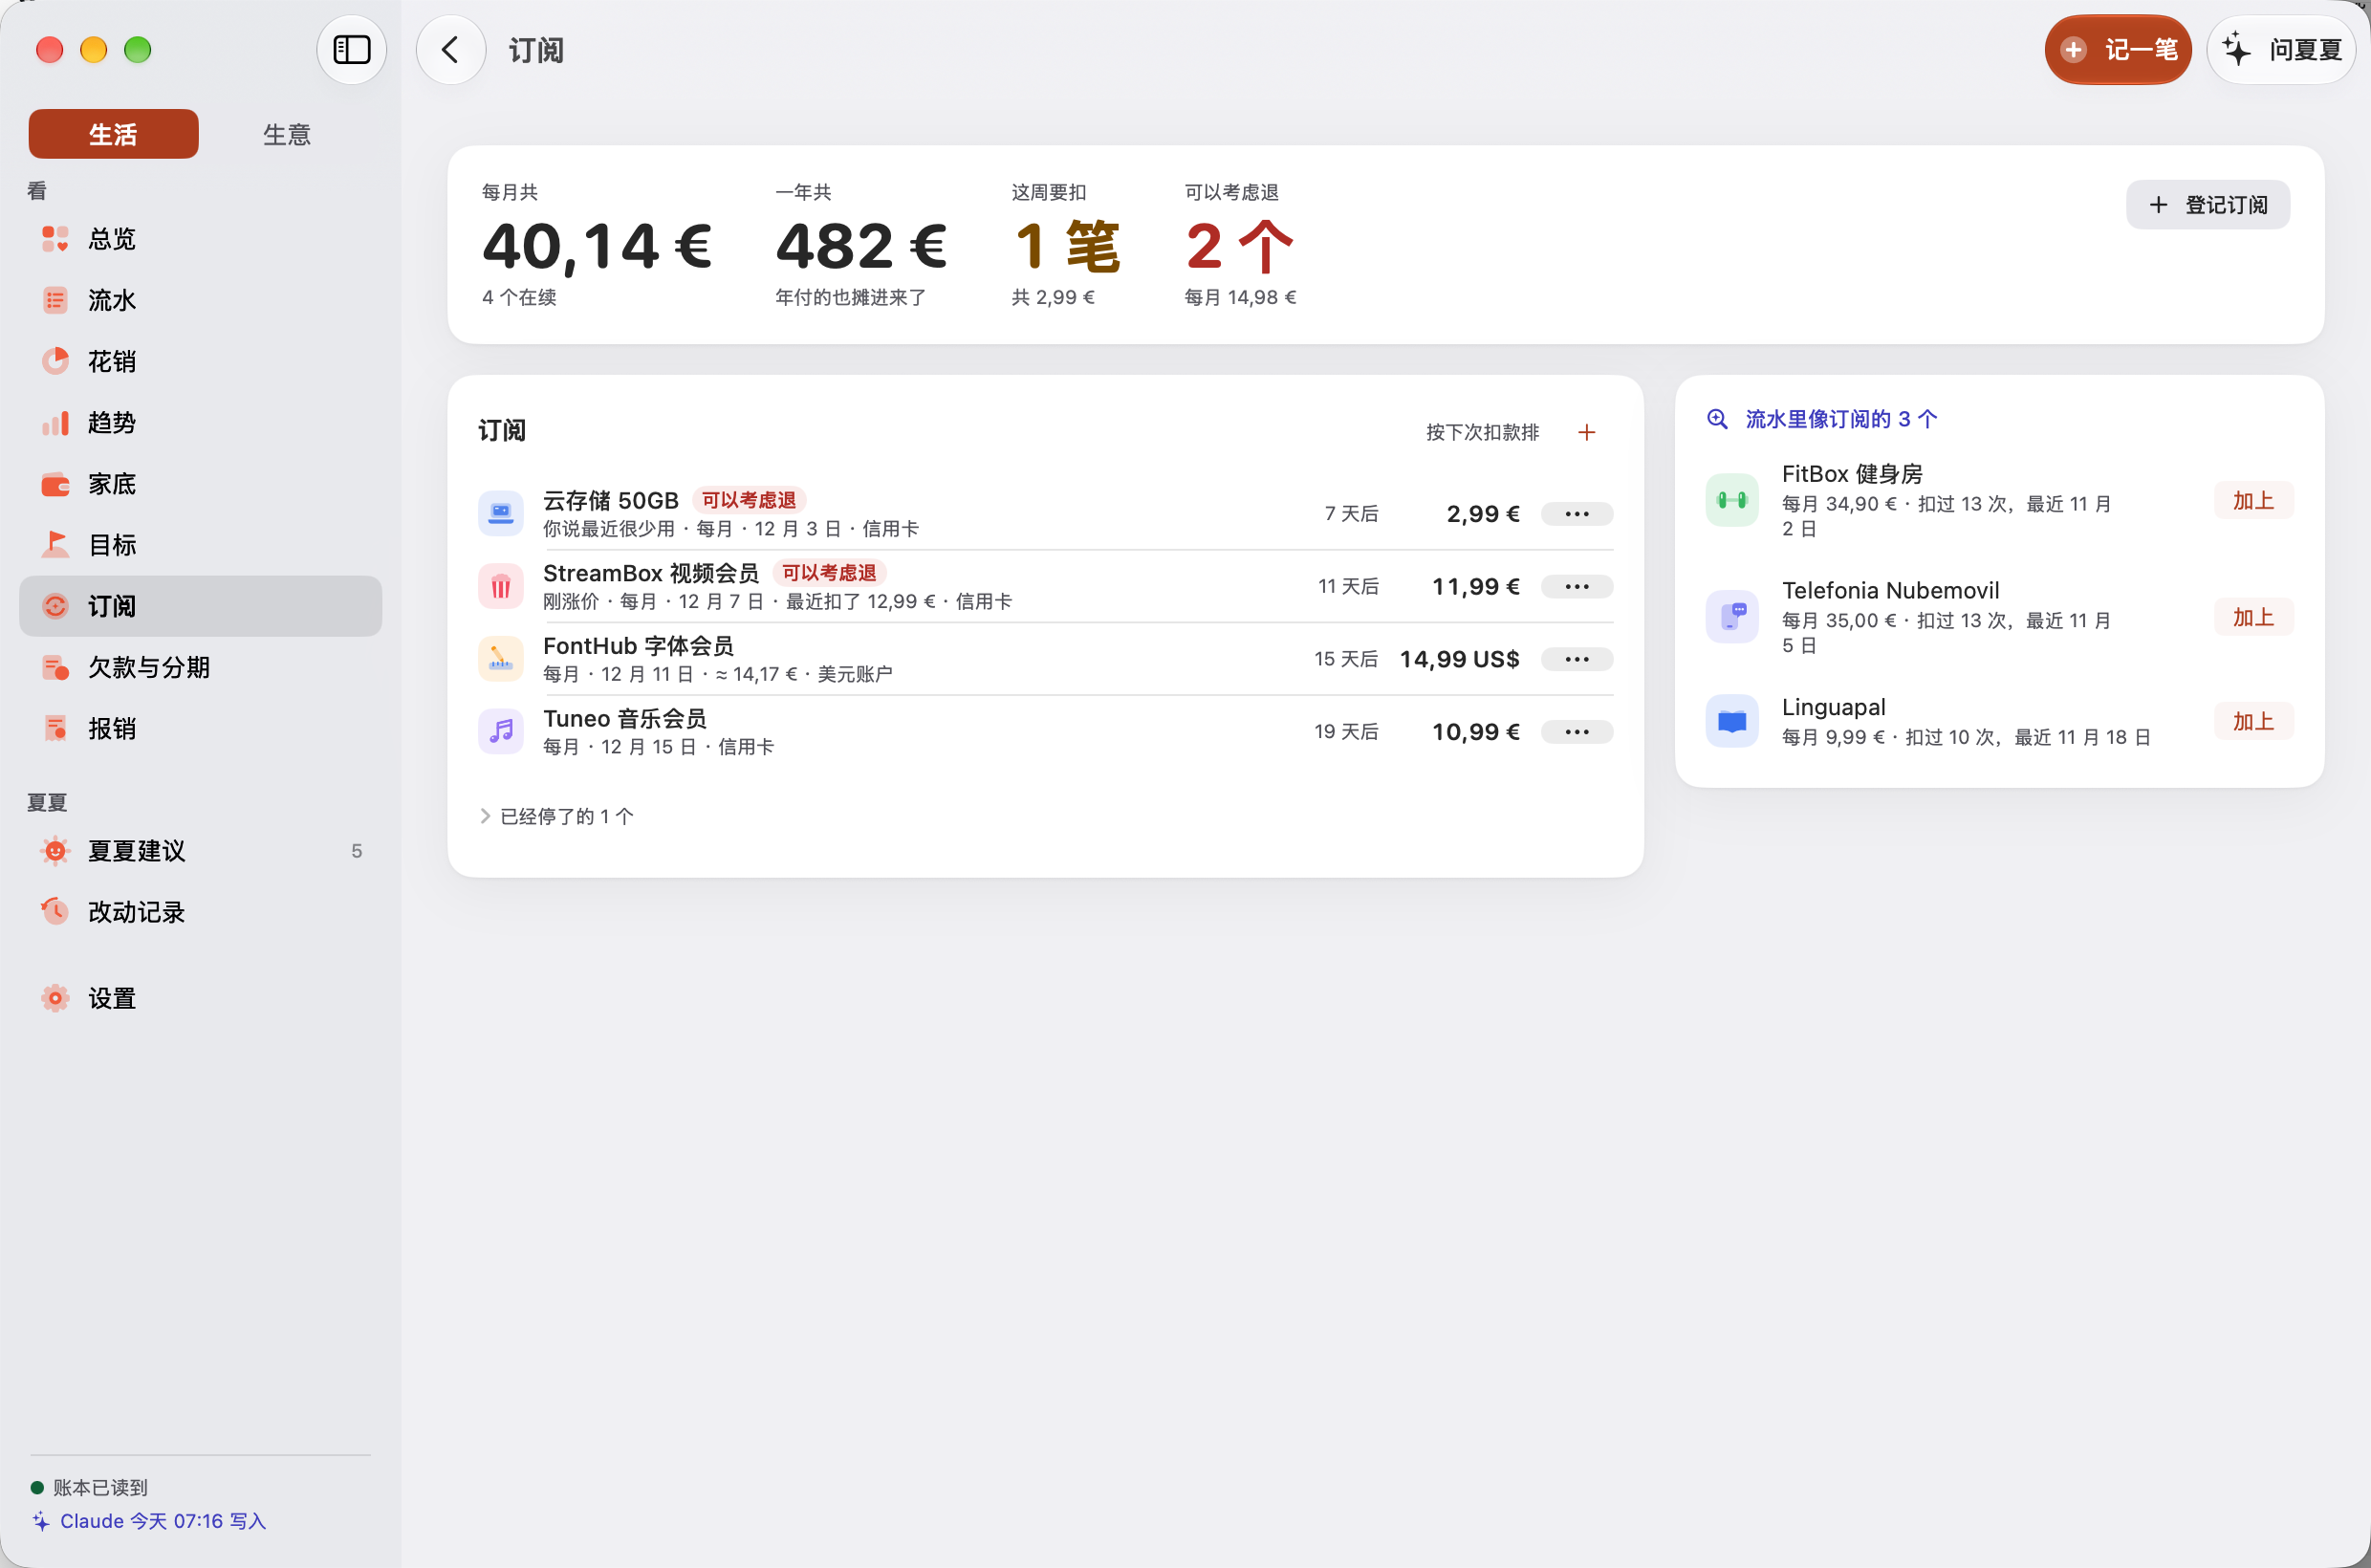 订阅
记一笔
问夏夏
生活
生意
看
总览
流水
花销
趋势
家底
目标
订阅
欠款与分期
报销
夏夏
夏夏建议 5
改动记录
设置
账本已读到
Claude 今天 07:16 写入
每月共
40,14 €
4 个在续
一年共
482 €
年付的也摊进来了
这周要扣
1 笔
共 2,99 €
可以考虑退
2 个
每月 14,98 €
登记订阅
订阅
按下次扣款排
云存储 50GB 可以考虑退
你说最近很少用 · 每月 · 12 月 3 日 · 信用卡
7 天后 2,99 €
StreamBox 视频会员 可以考虑退
刚涨价 · 每月 · 12 月 7 日 · 最近扣了 12,99 € · 信用卡
11 天后 11,99 €
FontHub 字体会员
每月 · 12 月 11 日 · ≈ 14,17 € · 美元账户
15 天后 14,99 US$
Tuneo 音乐会员
每月 · 12 月 15 日 · 信用卡
19 天后 10,99 €
已经停了的 1 个
流水里像订阅的 3 个
FitBox 健身房
每月 34,90 € · 扣过 13 次，最近 11 月
2 日
加上
Telefonia Nubemovil
每月 35,00 € · 扣过 13 次，最近 11 月
5 日
加上
Linguapal
每月 9,99 € · 扣过 10 次，最近 11 月 18 日
加上